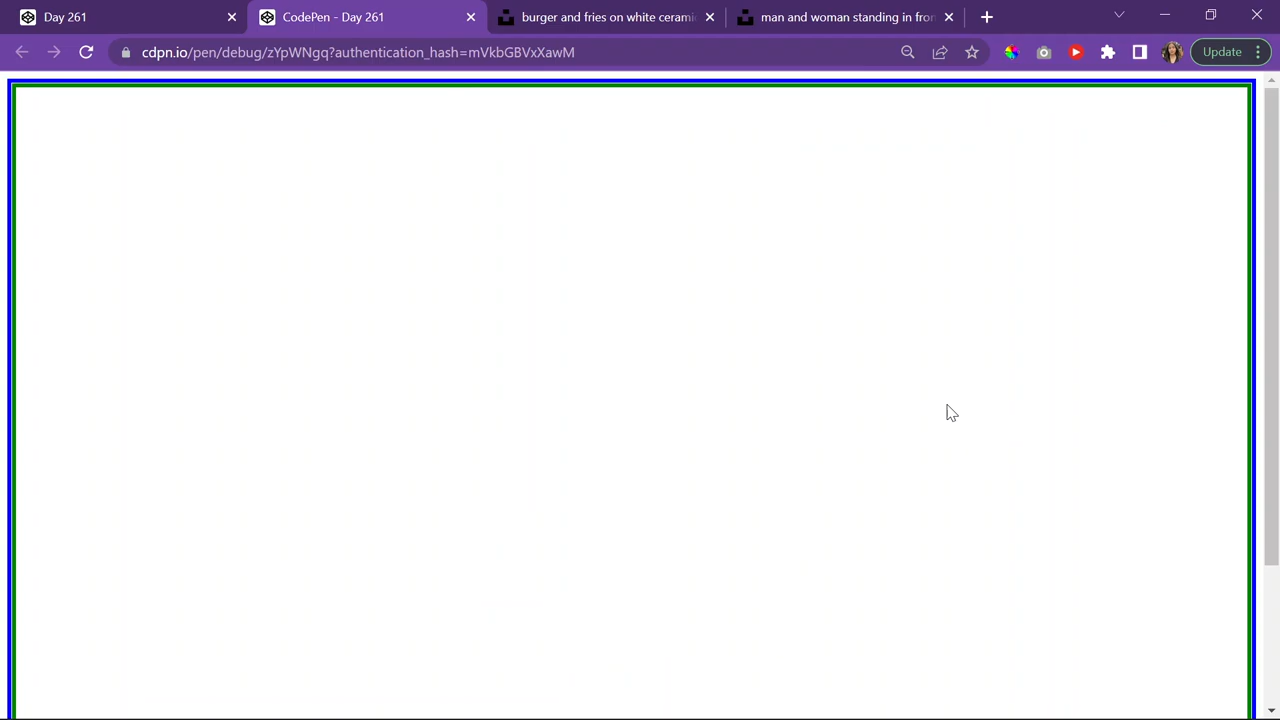 Day 261
CodePen - Day 261
burger and fries on white cerami
man and woman standing in fron
cdpn.io/pen/debug/zYpWNgq?authentication_hash=mVkbGBVxXawM
Update